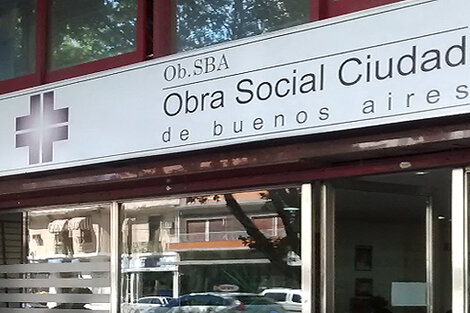 Ob.SBA
Obra Social Ciudad
de buenos aires